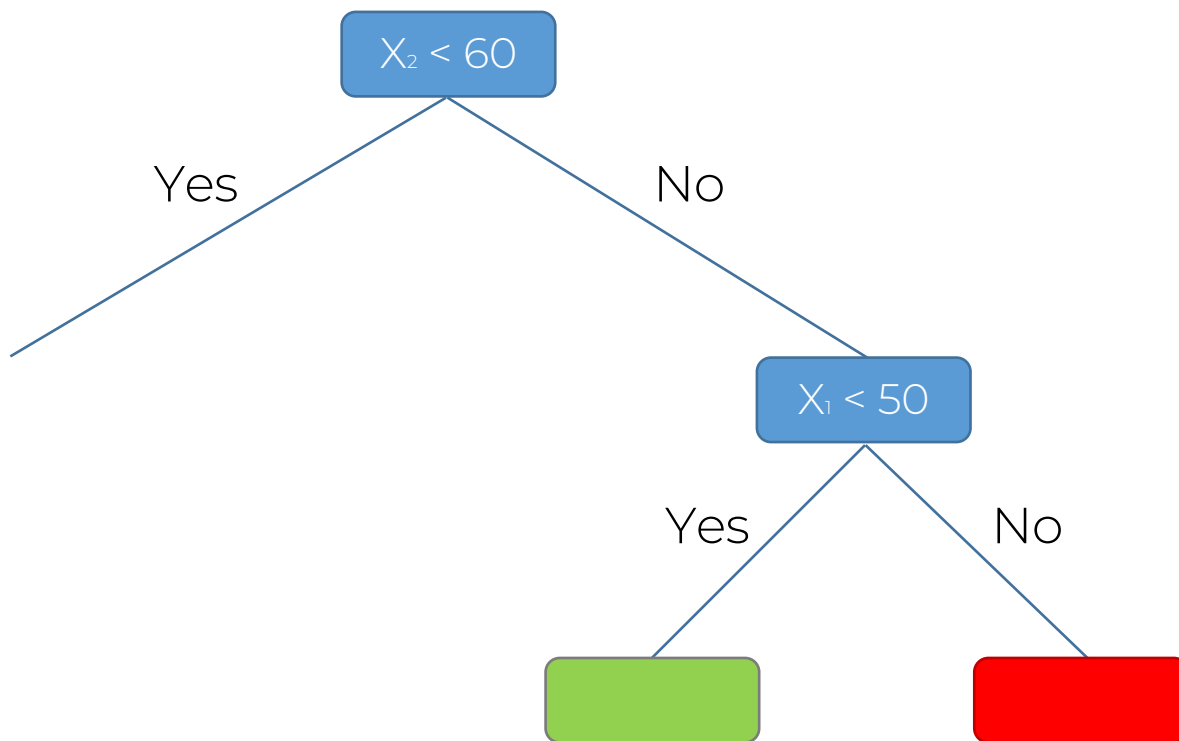 X₂ < 60
Yes
No
X₁ < 50
Yes
No